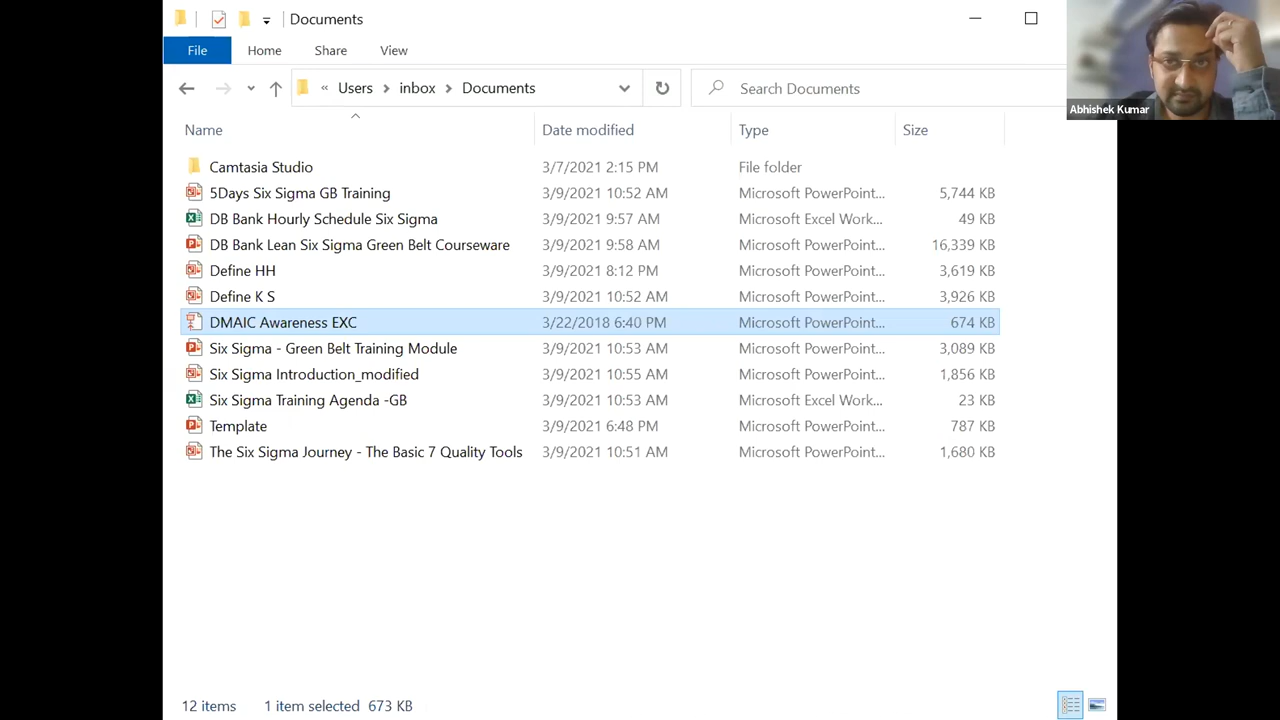 Documents
File Home Share View
« Users Inbox Documents Search Documents
Abhishek Kumar
Name Date modified Type Size
Camtasia Studio 3/7/2021 2:15 PM File folder
5Days Six Sigma GB Training 3/9/2021 10:52 AM Microsoft PowerPoint... 5,744 KB
DB Bank Hourly Schedule Six Sigma 3/9/2021 9:57 AM Microsoft Excel Work... 49 KB
DB Bank Lean Six Sigma Green Belt Courseware 3/9/2021 9:58 AM Microsoft PowerPoint... 16,339 KB
Define HH 3/9/2021 8:12 PM Microsoft PowerPoint... 3,619 KB
Define K S 3/9/2021 10:52 AM Microsoft PowerPoint... 3,926 KB
DMAIC Awareness EXC 3/22/2018 6:40 PM Microsoft PowerPoint... 674 KB
Six Sigma - Green Belt Training Module 3/9/2021 10:53 AM Microsoft PowerPoint... 3,089 KB
Six Sigma Introduction_modified 3/9/2021 10:55 AM Microsoft PowerPoint... 1,856 KB
Six Sigma Training Agenda -GB 3/9/2021 10:53 AM Microsoft Excel Work... 23 KB
Template 3/9/2021 6:48 PM Microsoft PowerPoint... 787 KB
The Six Sigma Journey - The Basic 7 Quality Tools 3/9/2021 10:51 AM Microsoft PowerPoint... 1,680 KB
12 items 1 item selected 673 KB